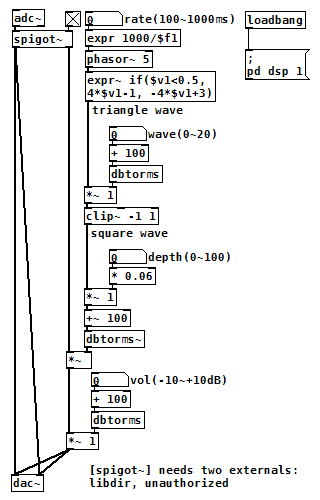 adc~
0 rate(100~1000ms)
loadbang
spigot~
expr 1000/$f1
phasor~ 5
;
pd dsp 1
expr~ if($v1<0.5,
4*$v1-1, -4*$v1+3)
triangle wave
0 wave(0~20)
+ 100
dbtorms
*~ 1
clip~ -1 1
square wave
0 depth(0~100)
* 0.06
*~ 1
+~ 100
dbtorms~
*~
0 vol(-10~+10dB)
+ 100
dbtorms
*~ 1
dac~
[spigot~] needs two externals:
libdir, unauthorized